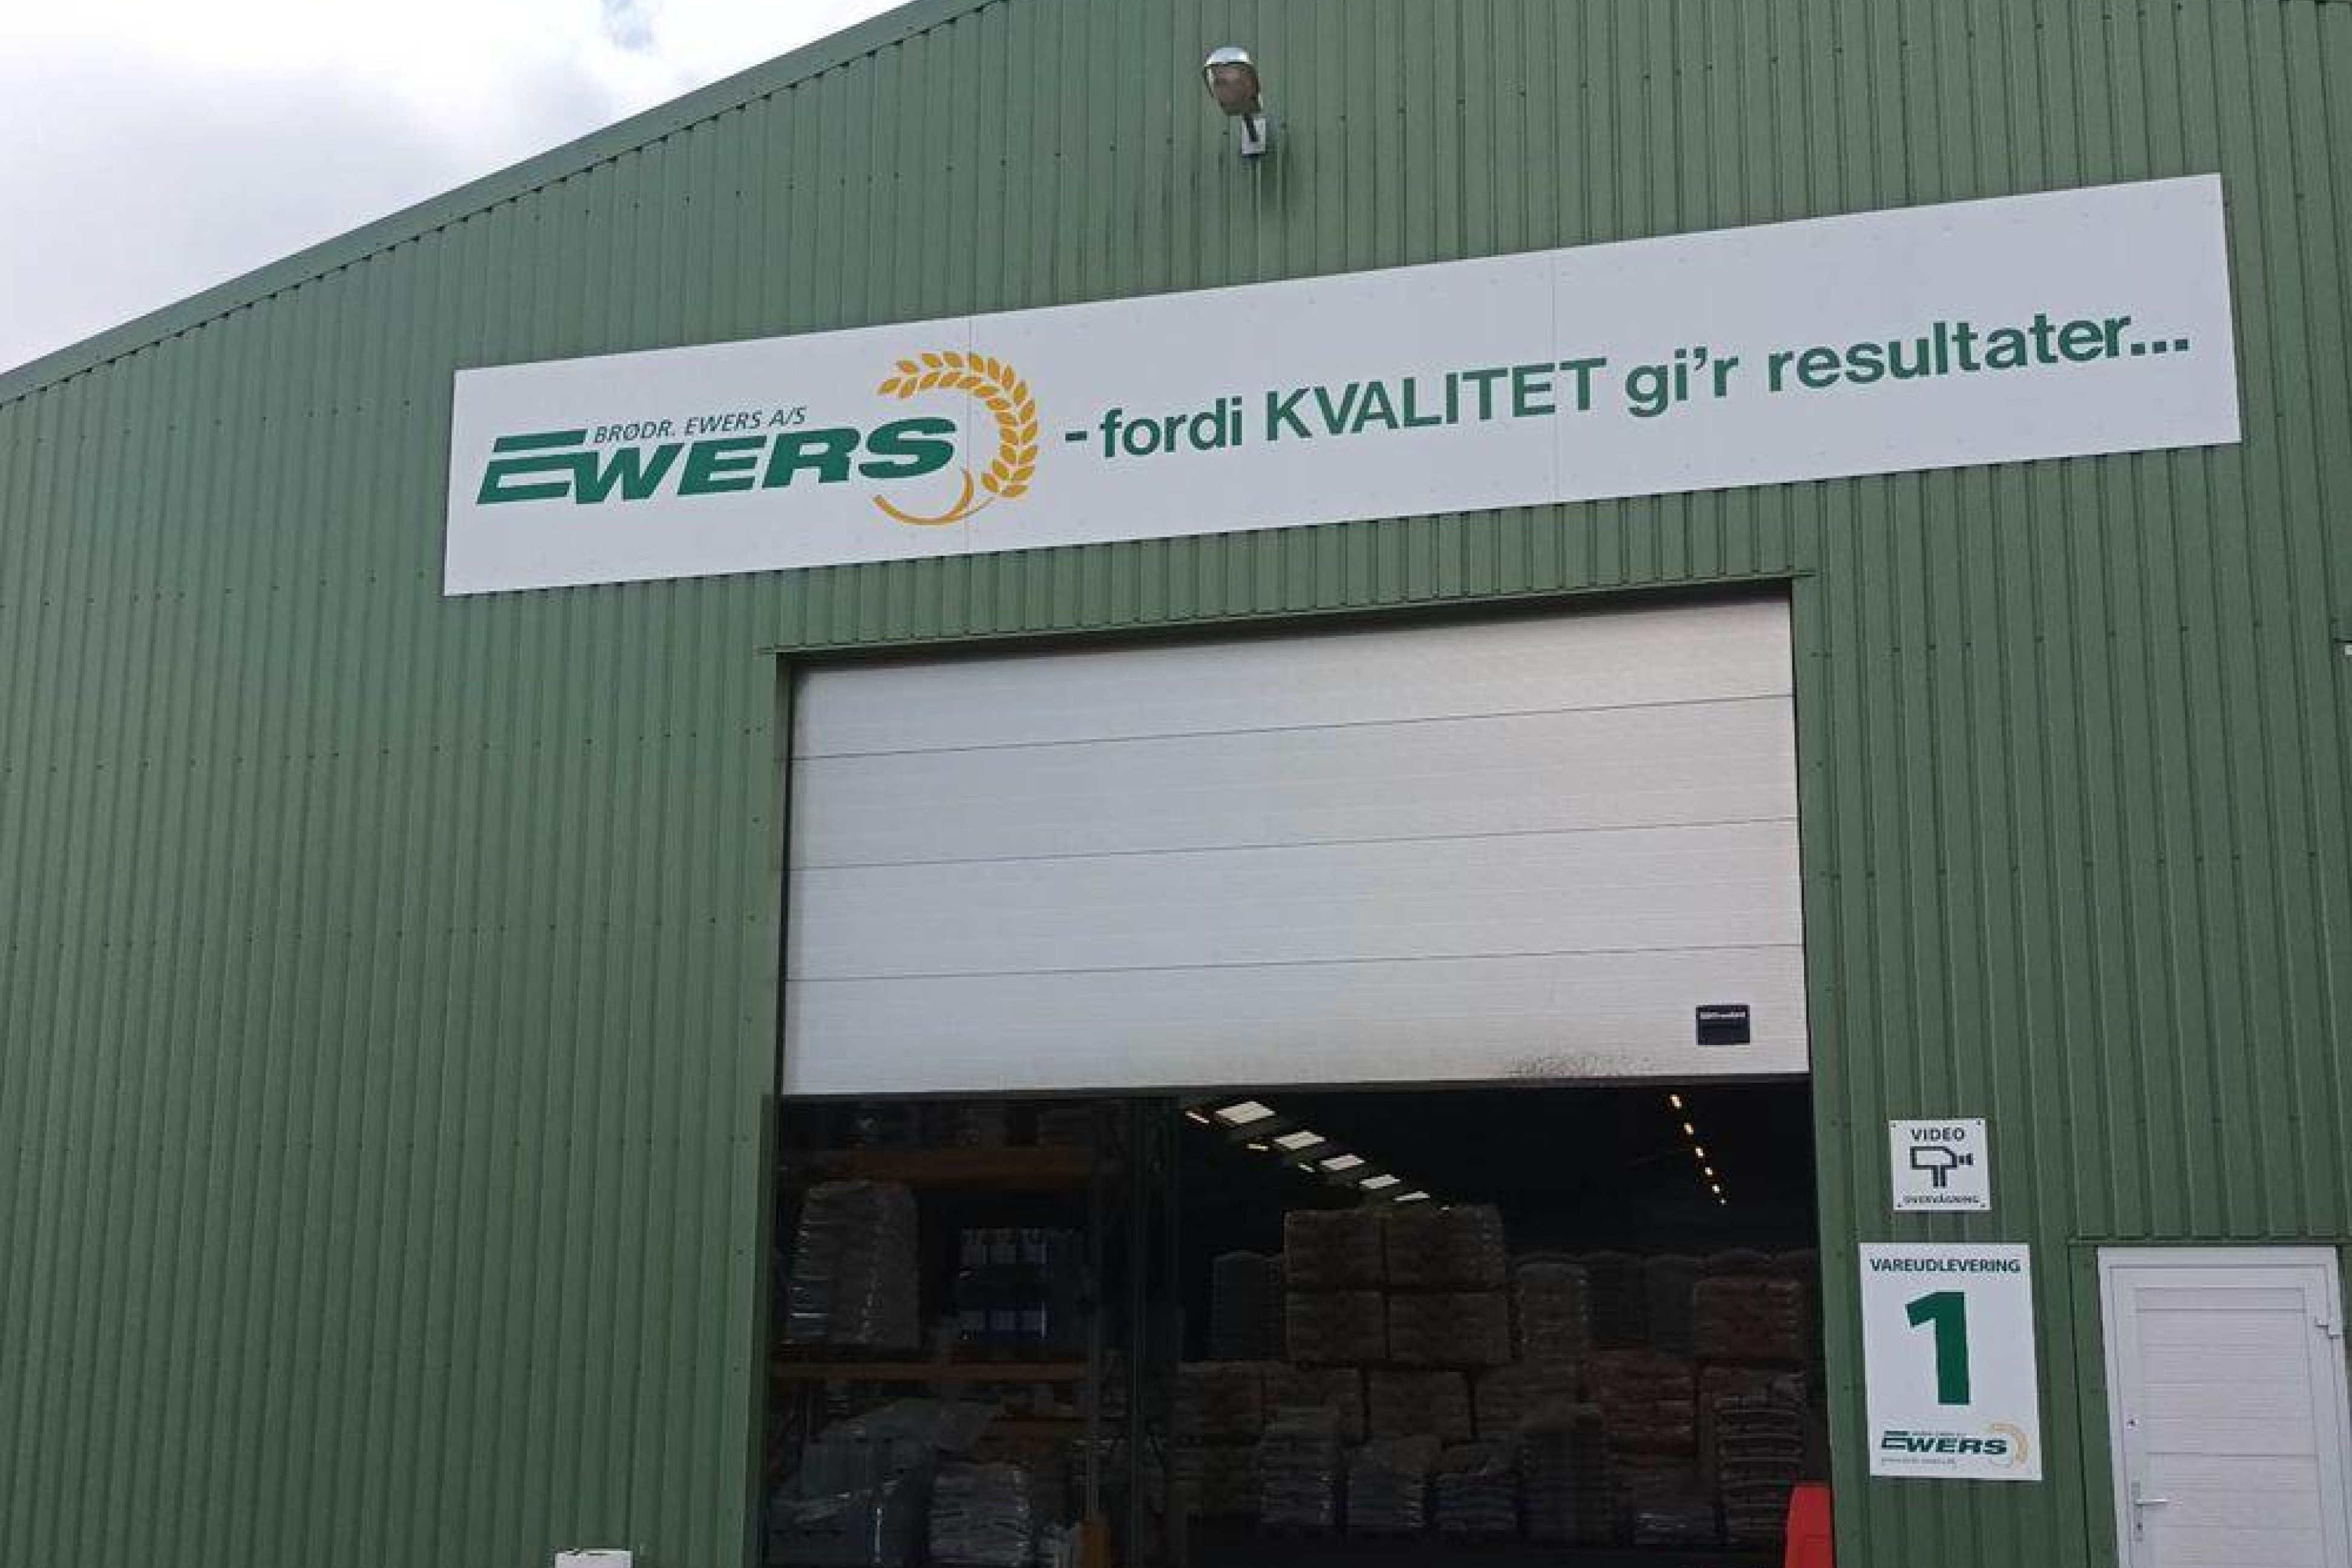 BRØDR. EWERS A/S
EWERS
- fordi KVALITET gi'r resultater...
VIDEO
OVERVÅGNING
VAREUDLEVERING
1
EWERS